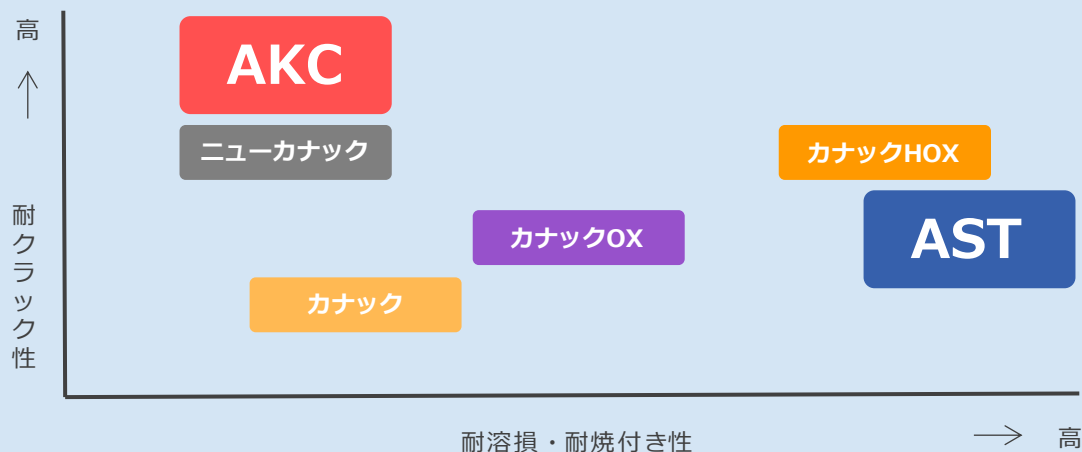 高
AKC
ニューカナック
カナックHOX
カナックOX
AST
カナック
耐クラック性
耐溶損・耐焼付き性
高